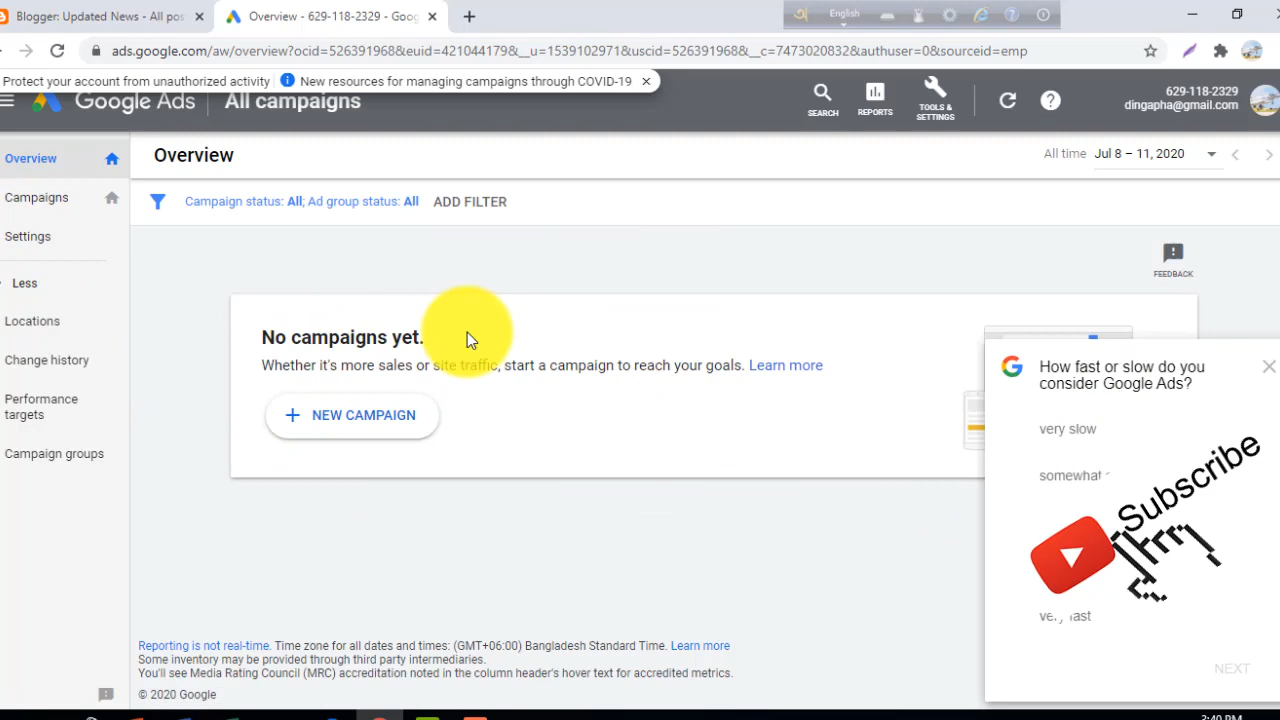 Blogger: Updated News - All pos
Overview - 629-118-2329 - Goog
English
ads.google.com/aw/overview?ocid=526391968&euid=421044179&__u=1539102971&uscid=526391968&__c=7473020832&authuser=0&sourceid=emp
Protect your account from unauthorized activity
New resources for managing campaigns through COVID-19
Google Ads
All campaigns
SEARCH
REPORTS
TOOLS &
SETTINGS
629-118-2329
dingapha@gmail.com
Overview
Campaigns
Settings
Less
Locations
Change history
Performance
targets
Campaign groups
Overview
All time Jul 8 – 11, 2020
Campaign status: All; Ad group status: All ADD FILTER
FEEDBACK
No campaigns yet.
Whether it's more sales or site traffic, start a campaign to reach your goals. Learn more
+ NEW CAMPAIGN
How fast or slow do you
consider Google Ads?
very slow
somewhat
Subscribe
very fast
NEXT
Reporting is not real-time. Time zone for all dates and times: (GMT+06:00) Bangladesh Standard Time. Learn more
Some inventory may be provided through third party intermediaries.
You'll see Media Rating Council (MRC) accreditation noted in the column header's hover text for accredited metrics.
© 2020 Google
3:40 PM